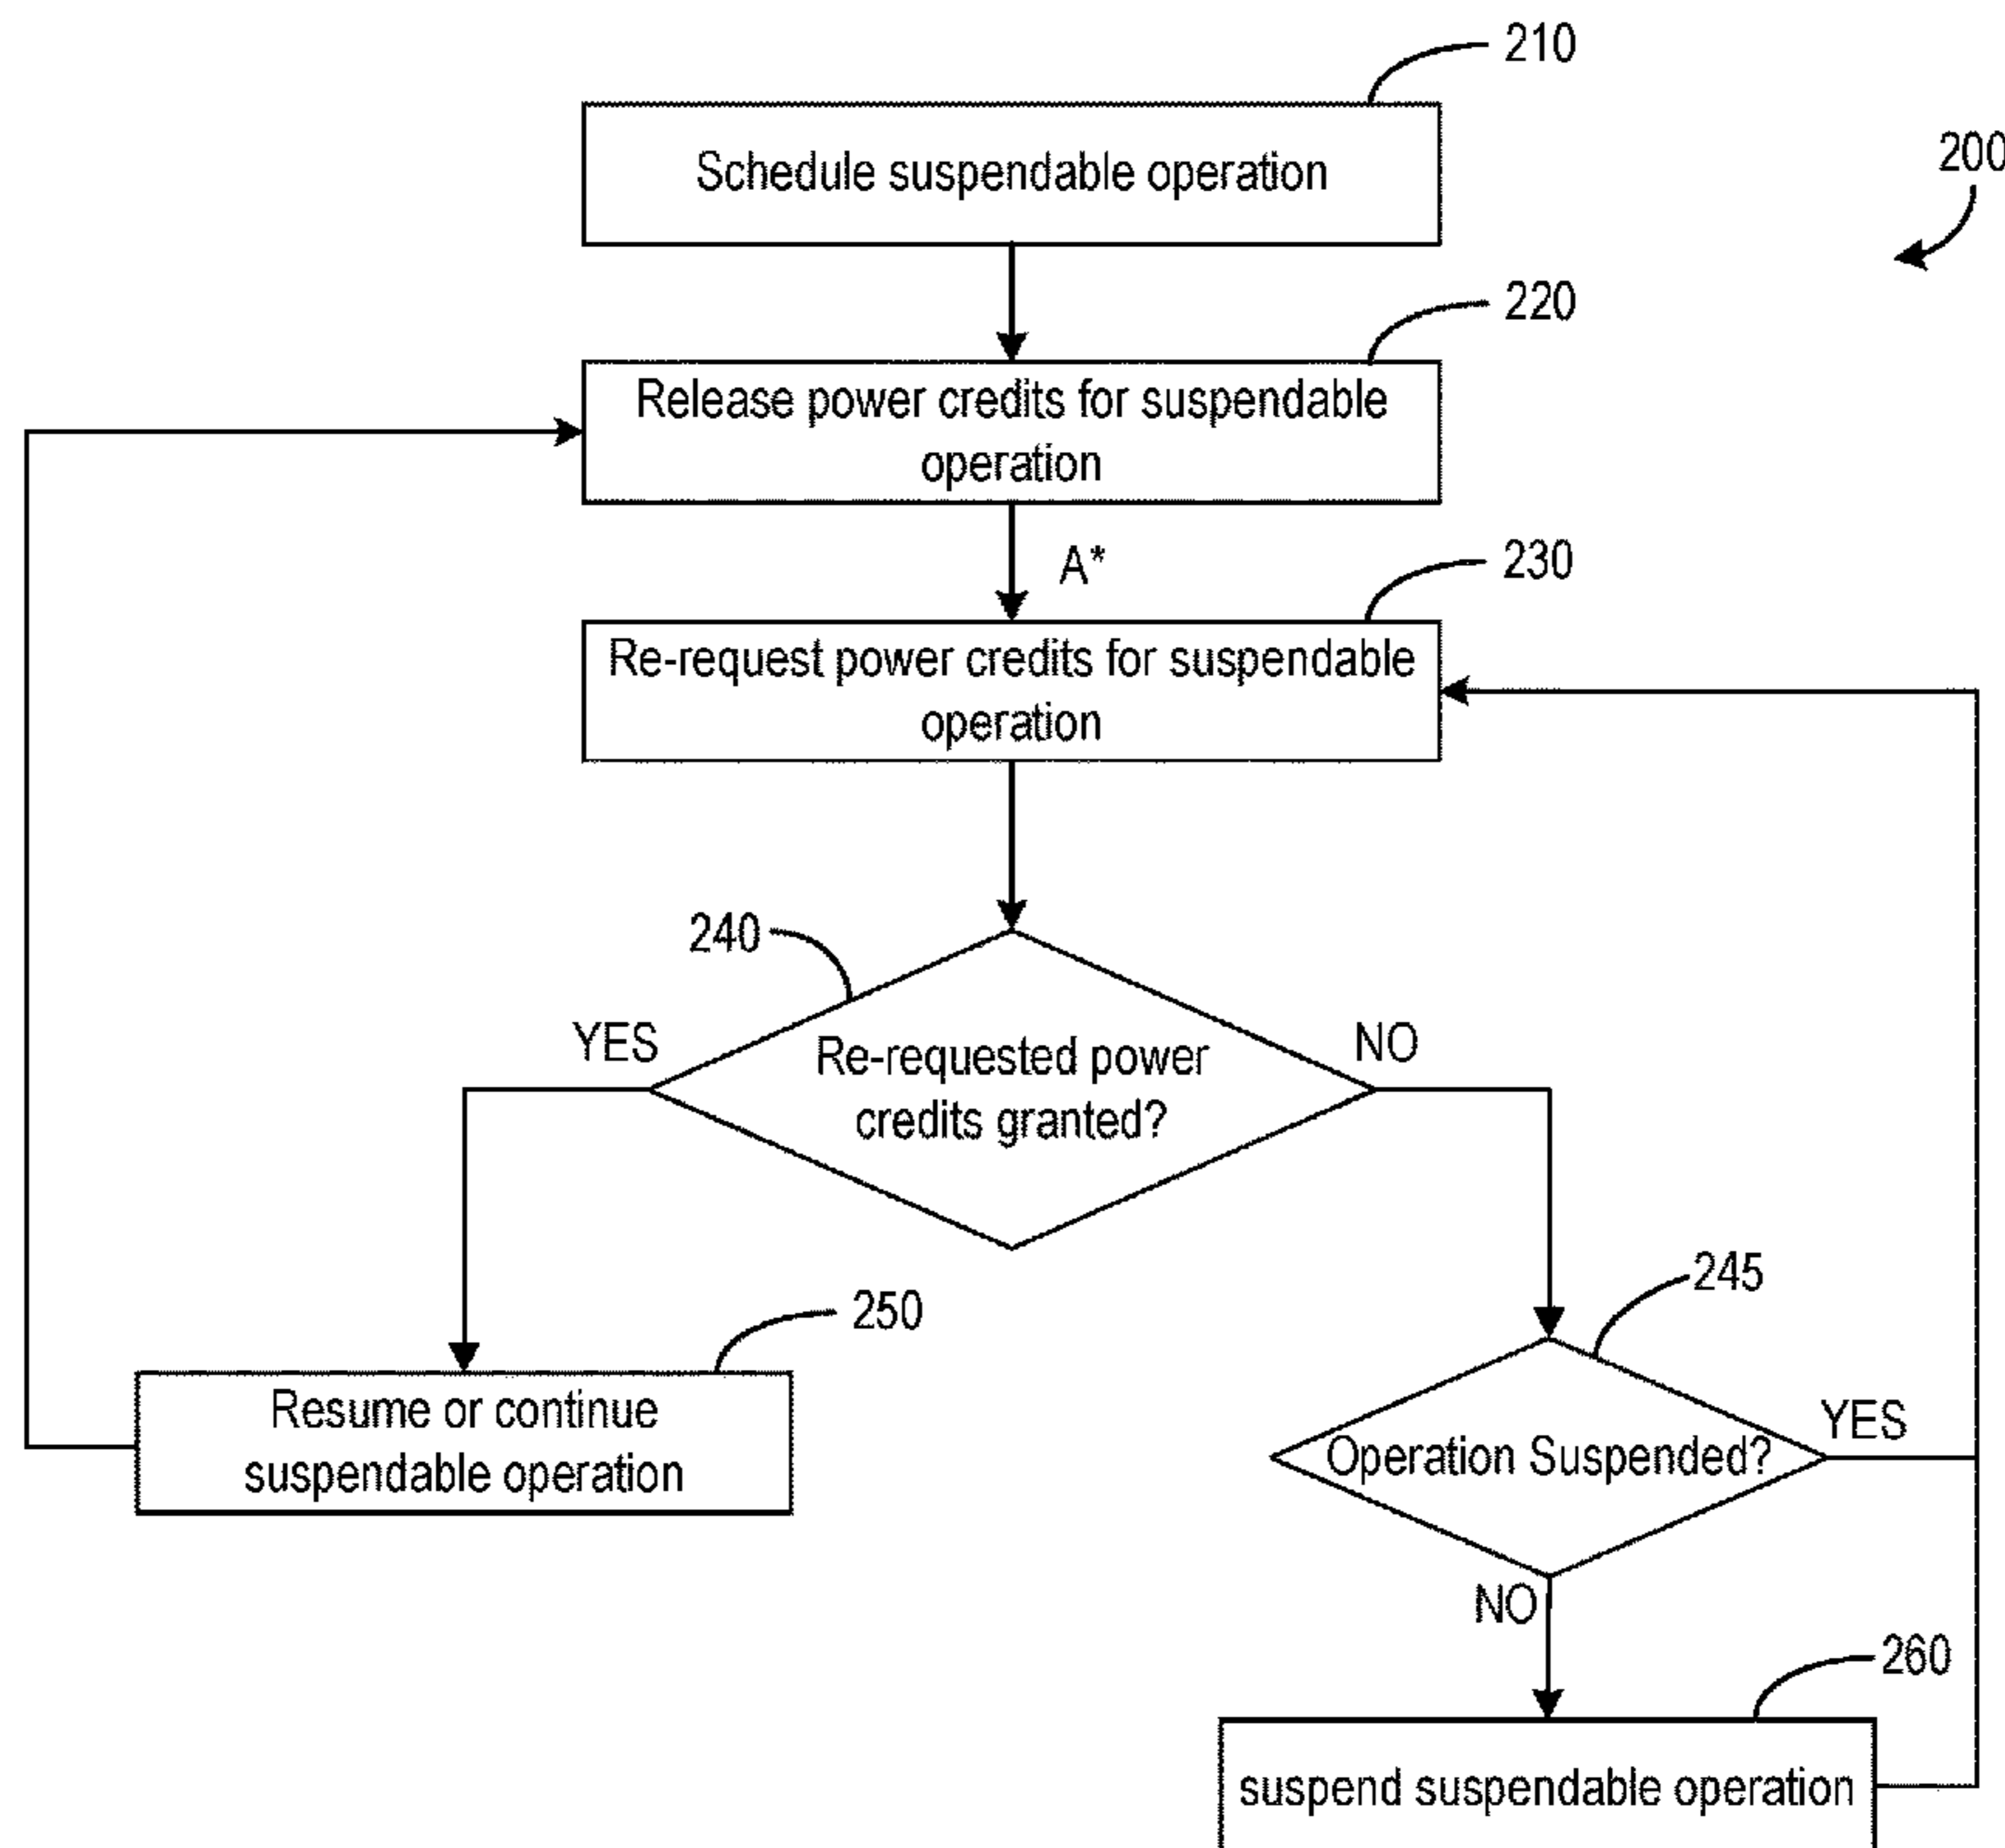 210
Schedule suspendable operation
200
220
Release power credits for suspendable
operation
A*
230
Re-request power credits for suspendable
operation
240
YES
Re-requested power
credits granted?
NO
245
250
Resume or continue
suspendable operation
Operation Suspended?
YES
NO
260
suspend suspendable operation